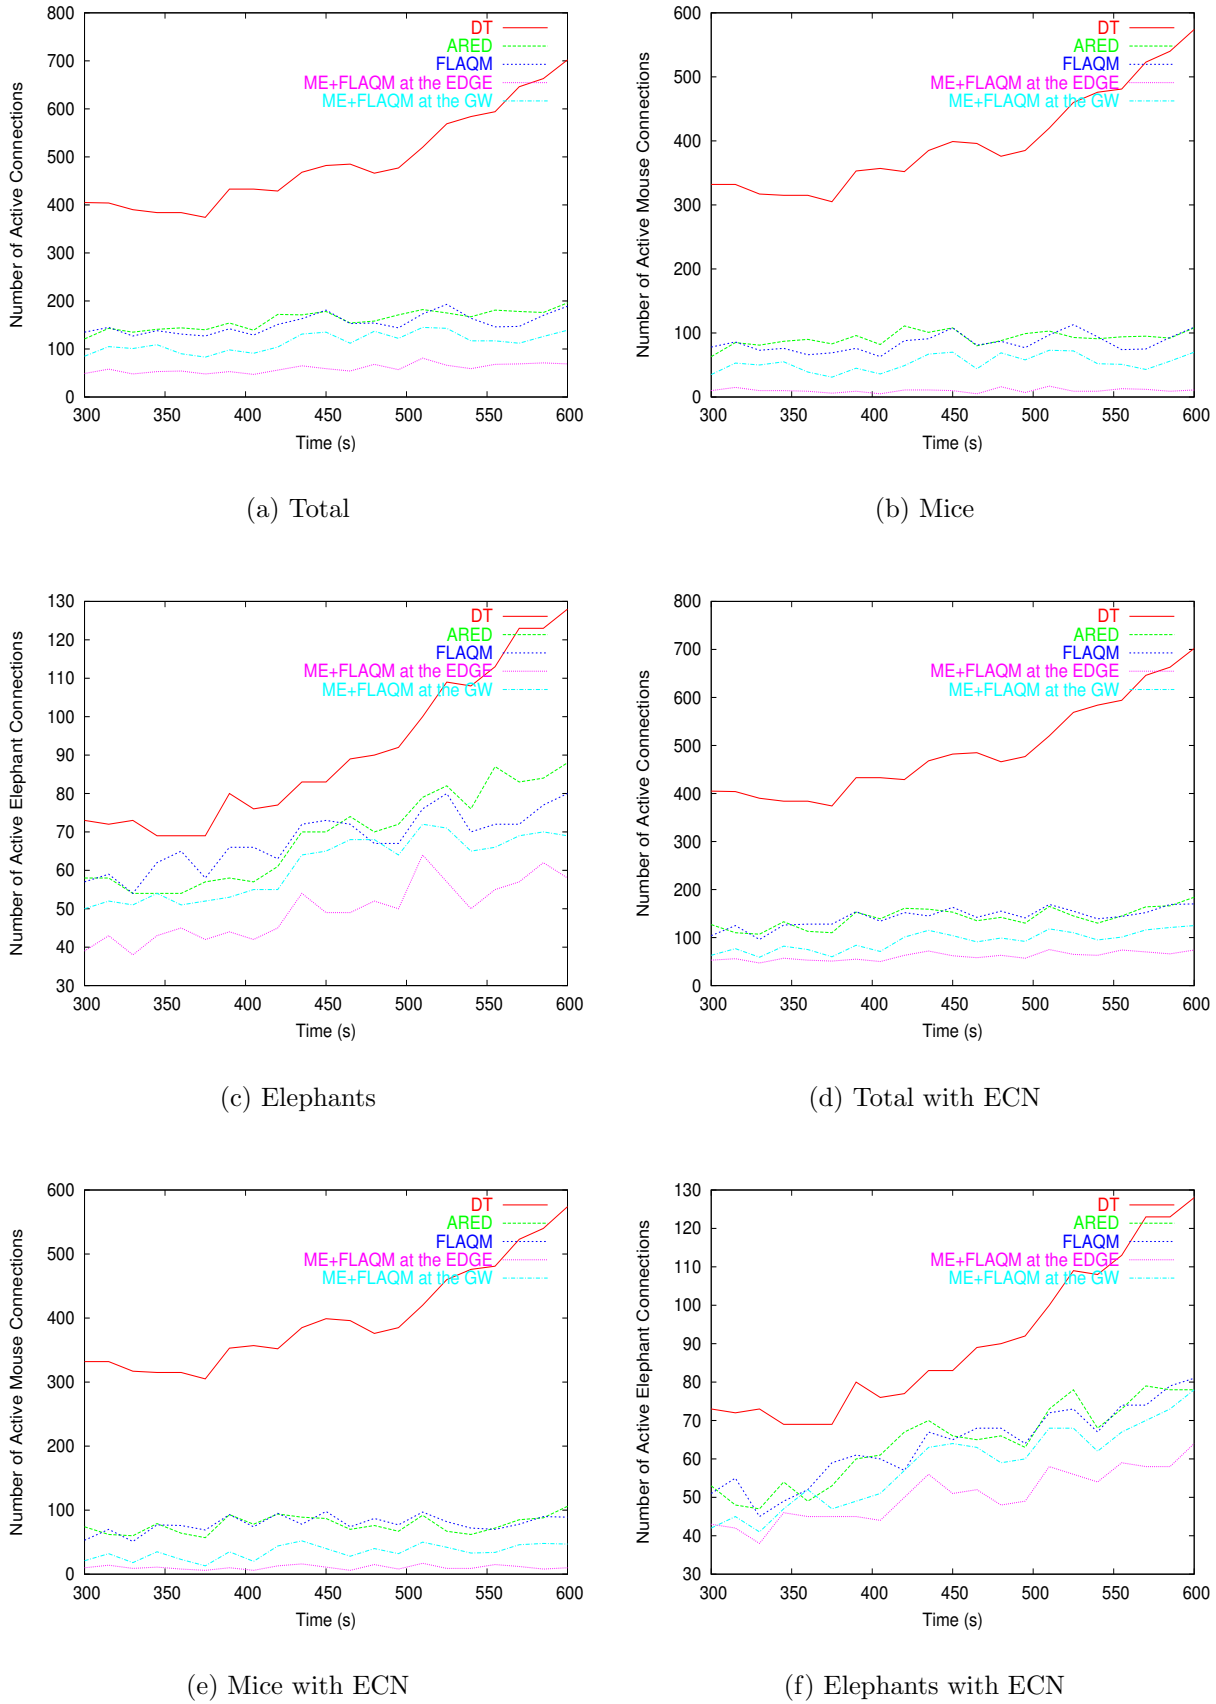 800
700
600
500
400
300
200
100
0
Number of Active Connections
DT
ARED
FLAQM
ME+FLAQM at the EDGE
ME+FLAQM at the GW
300 350 400 450 500 550 600
Time (s)
(a) Total
600
500
400
300
200
100
0
Number of Active Mouse Connections
DT
ARED
FLAQM
ME+FLAQM at the EDGE
ME+FLAQM at the GW
300 350 400 450 500 550 600
Time (s)
(b) Mice
130
120
110
100
90
80
70
60
50
40
30
Number of Active Elephant Connections
DT
ARED
FLAQM
ME+FLAQM at the EDGE
ME+FLAQM at the GW
300 350 400 450 500 550 600
Time (s)
(c) Elephants
800
700
600
500
400
300
200
100
0
Number of Active Connections
DT
ARED
FLAQM
ME+FLAQM at the EDGE
ME+FLAQM at the GW
300 350 400 450 500 550 600
Time (s)
(d) Total with ECN
600
500
400
300
200
100
0
Number of Active Mouse Connections
DT
ARED
FLAQM
ME+FLAQM at the EDGE
ME+FLAQM at the GW
300 350 400 450 500 550 600
Time (s)
(e) Mice with ECN
130
120
110
100
90
80
70
60
50
40
30
Number of Active Elephant Connections
DT
ARED
FLAQM
ME+FLAQM at the EDGE
ME+FLAQM at the GW
300 350 400 450 500 550 600
Time (s)
(f) Elephants with ECN